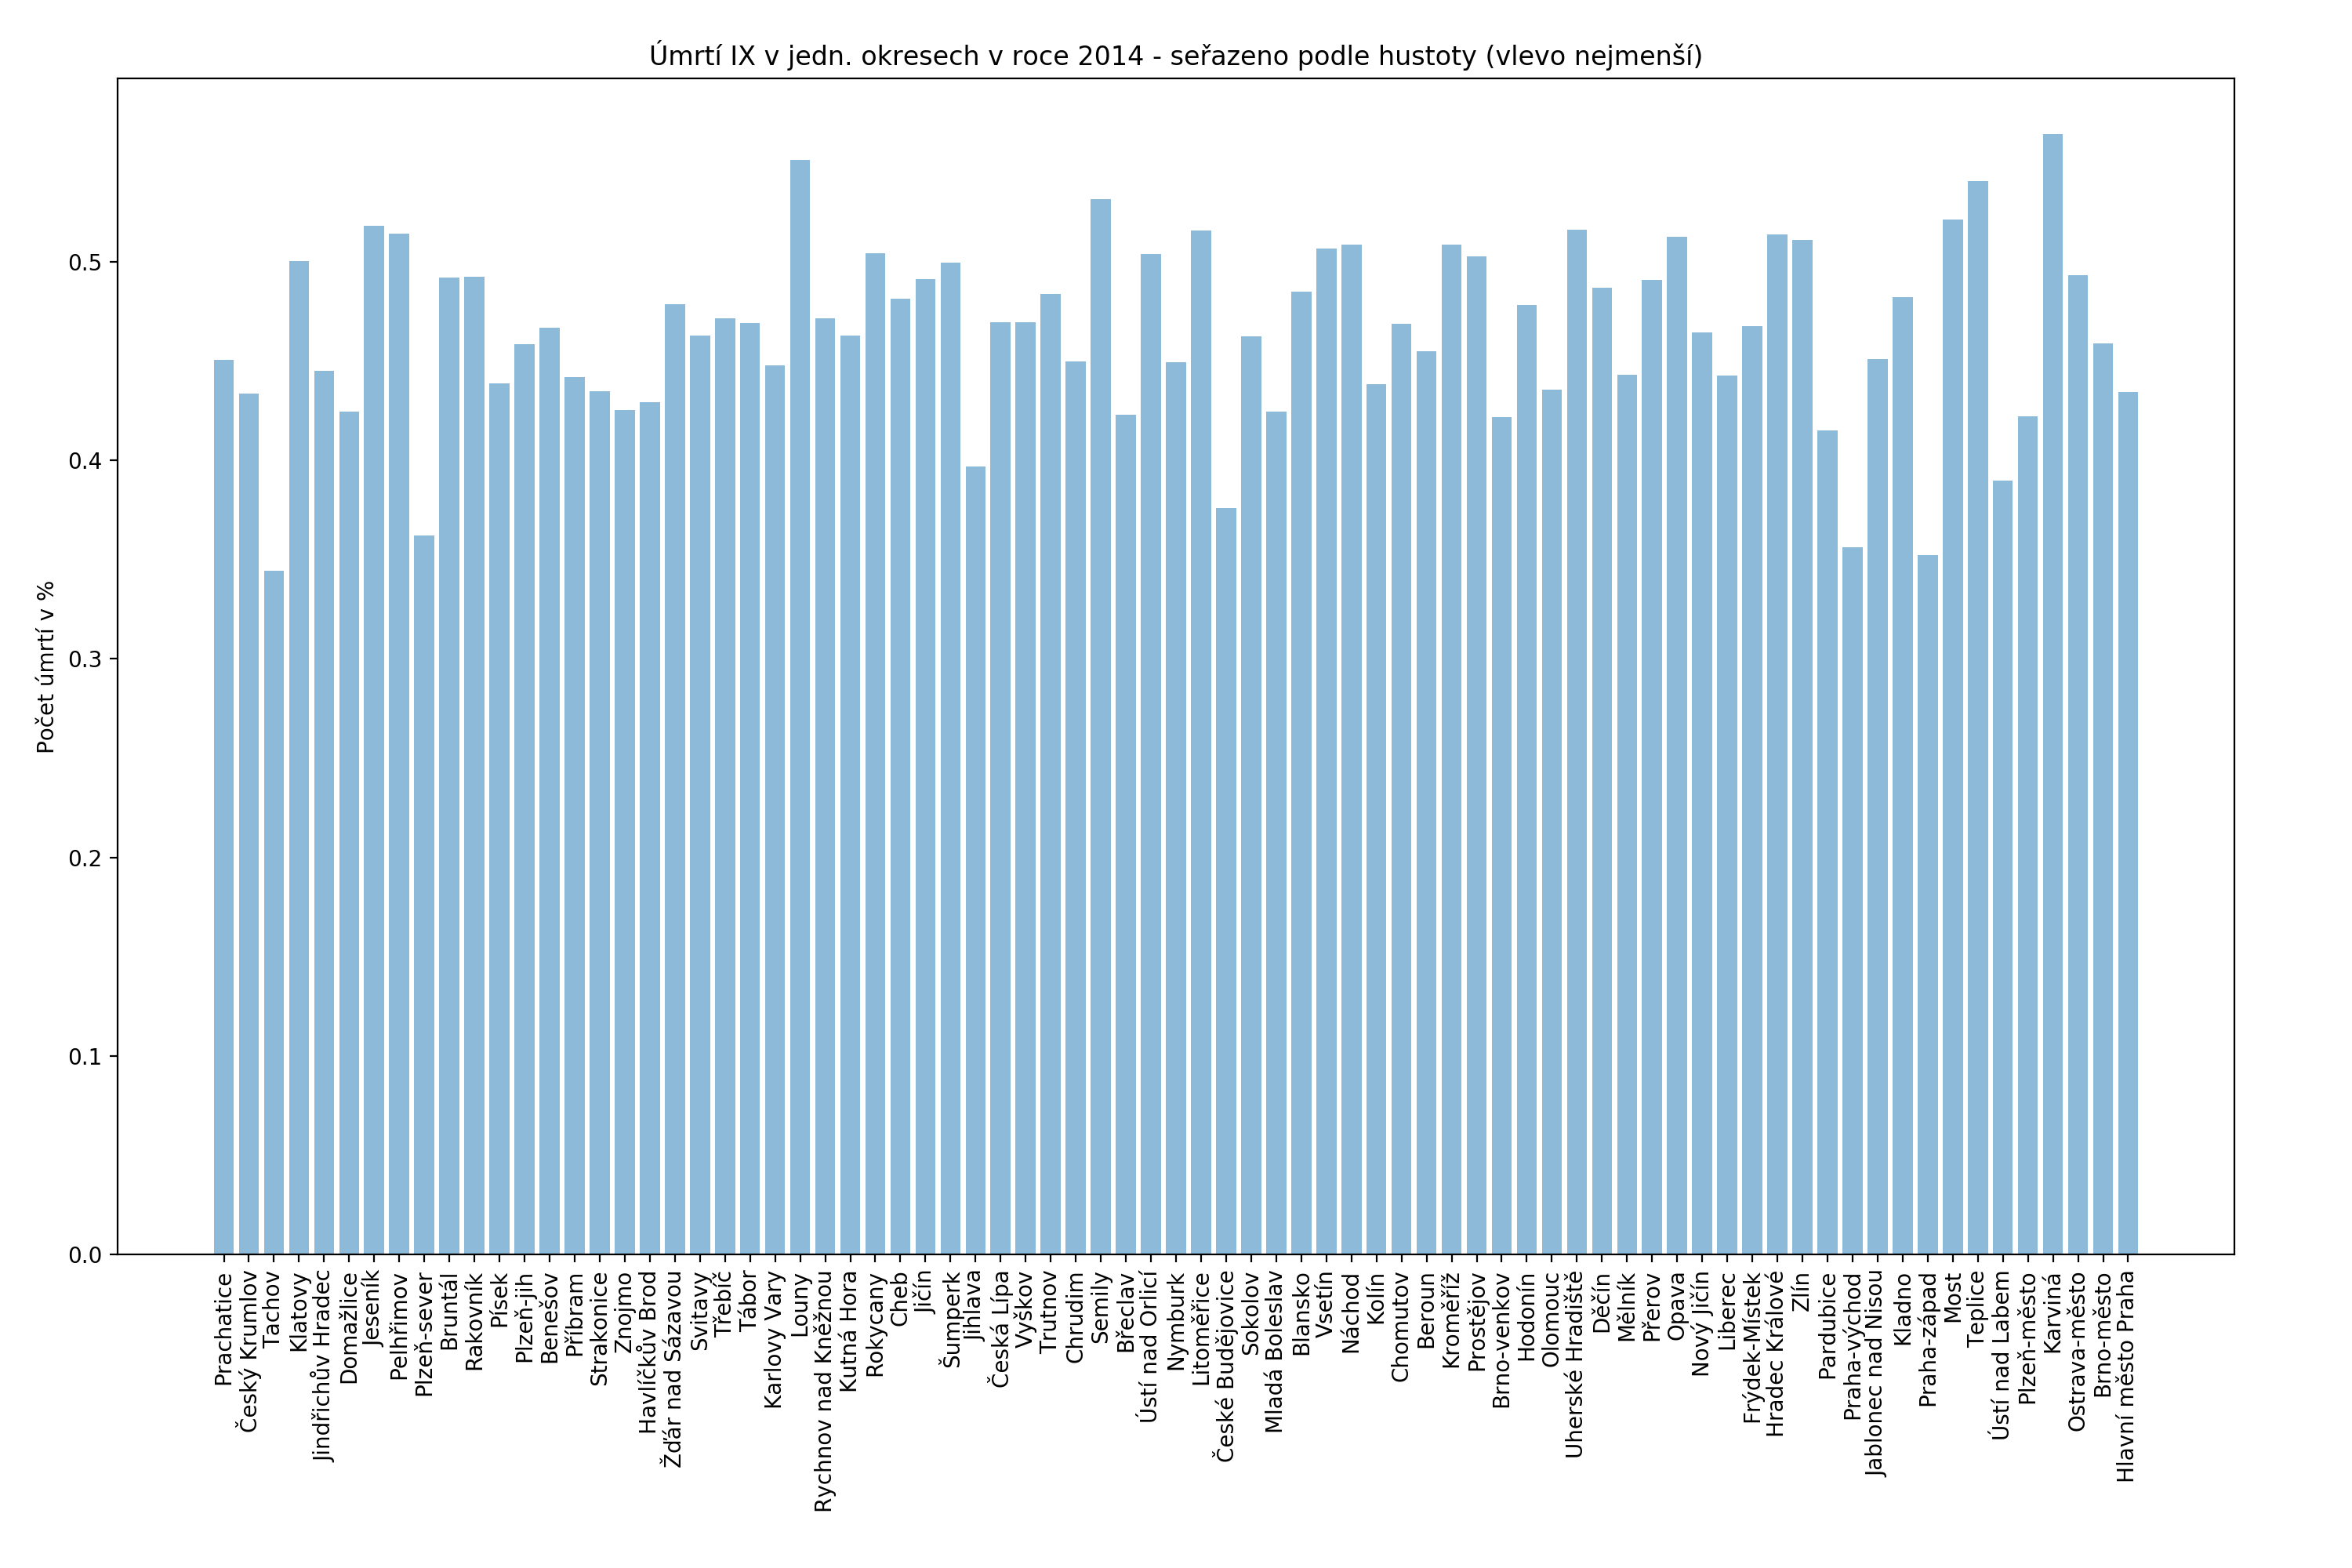 Úmrtí IX v jedn. okresech v roce 2014 - seřazeno podle hustoty (vlevo nejmenší)
Počet úmrtí v %
0.5
0.4
0.3
0.2
0.1
0.0
Prachatice
Český Krumlov
Tachov
Klatovy
Jindřichův Hradec
Domažlice
Jeseník
Pelhřimov
Plzeň-sever
Bruntál
Rakovník
Písek
Plzeň-jih
Benešov
Příbram
Strakonice
Znojmo
Havlíčkův Brod
Žďár nad Sázavou
Svitavy
Třebíč
Tábor
Karlovy Vary
Louny
Rychnov nad Kněžnou
Kutná Hora
Rokycany
Cheb
Jičín
Šumperk
Jihlava
Česká Lípa
Vyškov
Trutnov
Chrudim
Semily
Břeclav
Ústí nad Orlicí
Nymburk
Litoměřice
České Budějovice
Sokolov
Mladá Boleslav
Blansko
Vsetín
Náchod
Kolín
Chomutov
Beroun
Kroměříž
Prostějov
Brno-venkov
Hodonín
Olomouc
Uherské Hradiště
Děčín
Mělník
Přerov
Opava
Nový Jičín
Liberec
Frýdek-Místek
Hradec Králové
Zlín
Pardubice
Praha-východ
Jablonec nad Nisou
Kladno
Praha-západ
Most
Teplice
Ústí nad Labem
Plzeň-město
Karviná
Ostrava-město
Brno-město
Hlavní město Praha